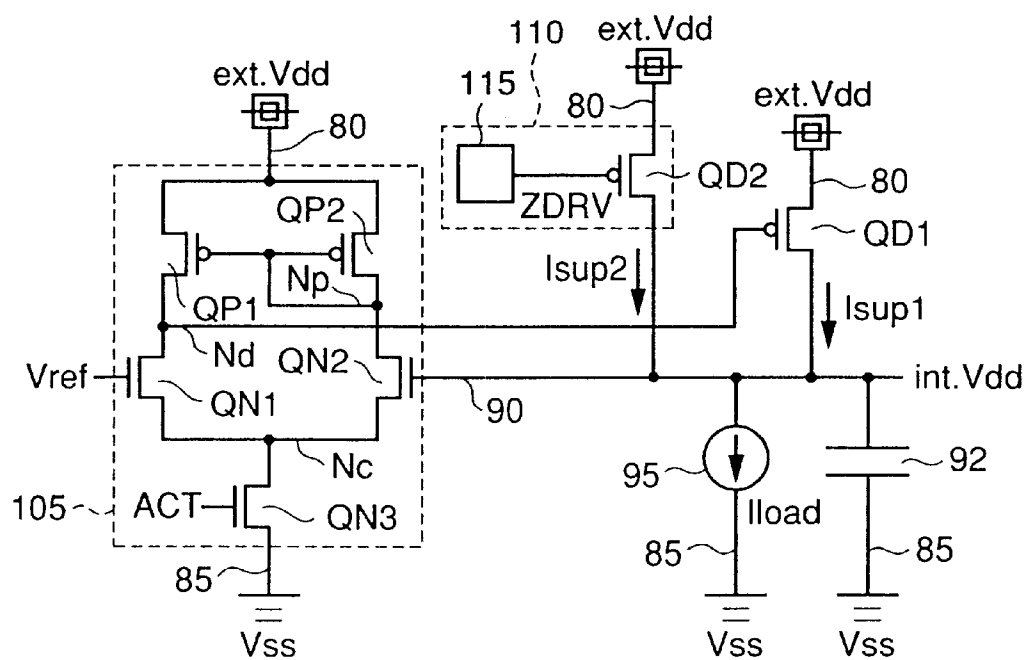 110
ext.Vdd
115
ext.Vdd
80
ext.Vdd
80
80
QP2
QD2
ZDRV
QD1
Np
Isup2
QP1
Isup1
Nd
QN2
Vref
int.Vdd
QN1
90
Nc
95
92
105
ACT
QN3
Iload
85
85
85
Vss
Vss
Vss